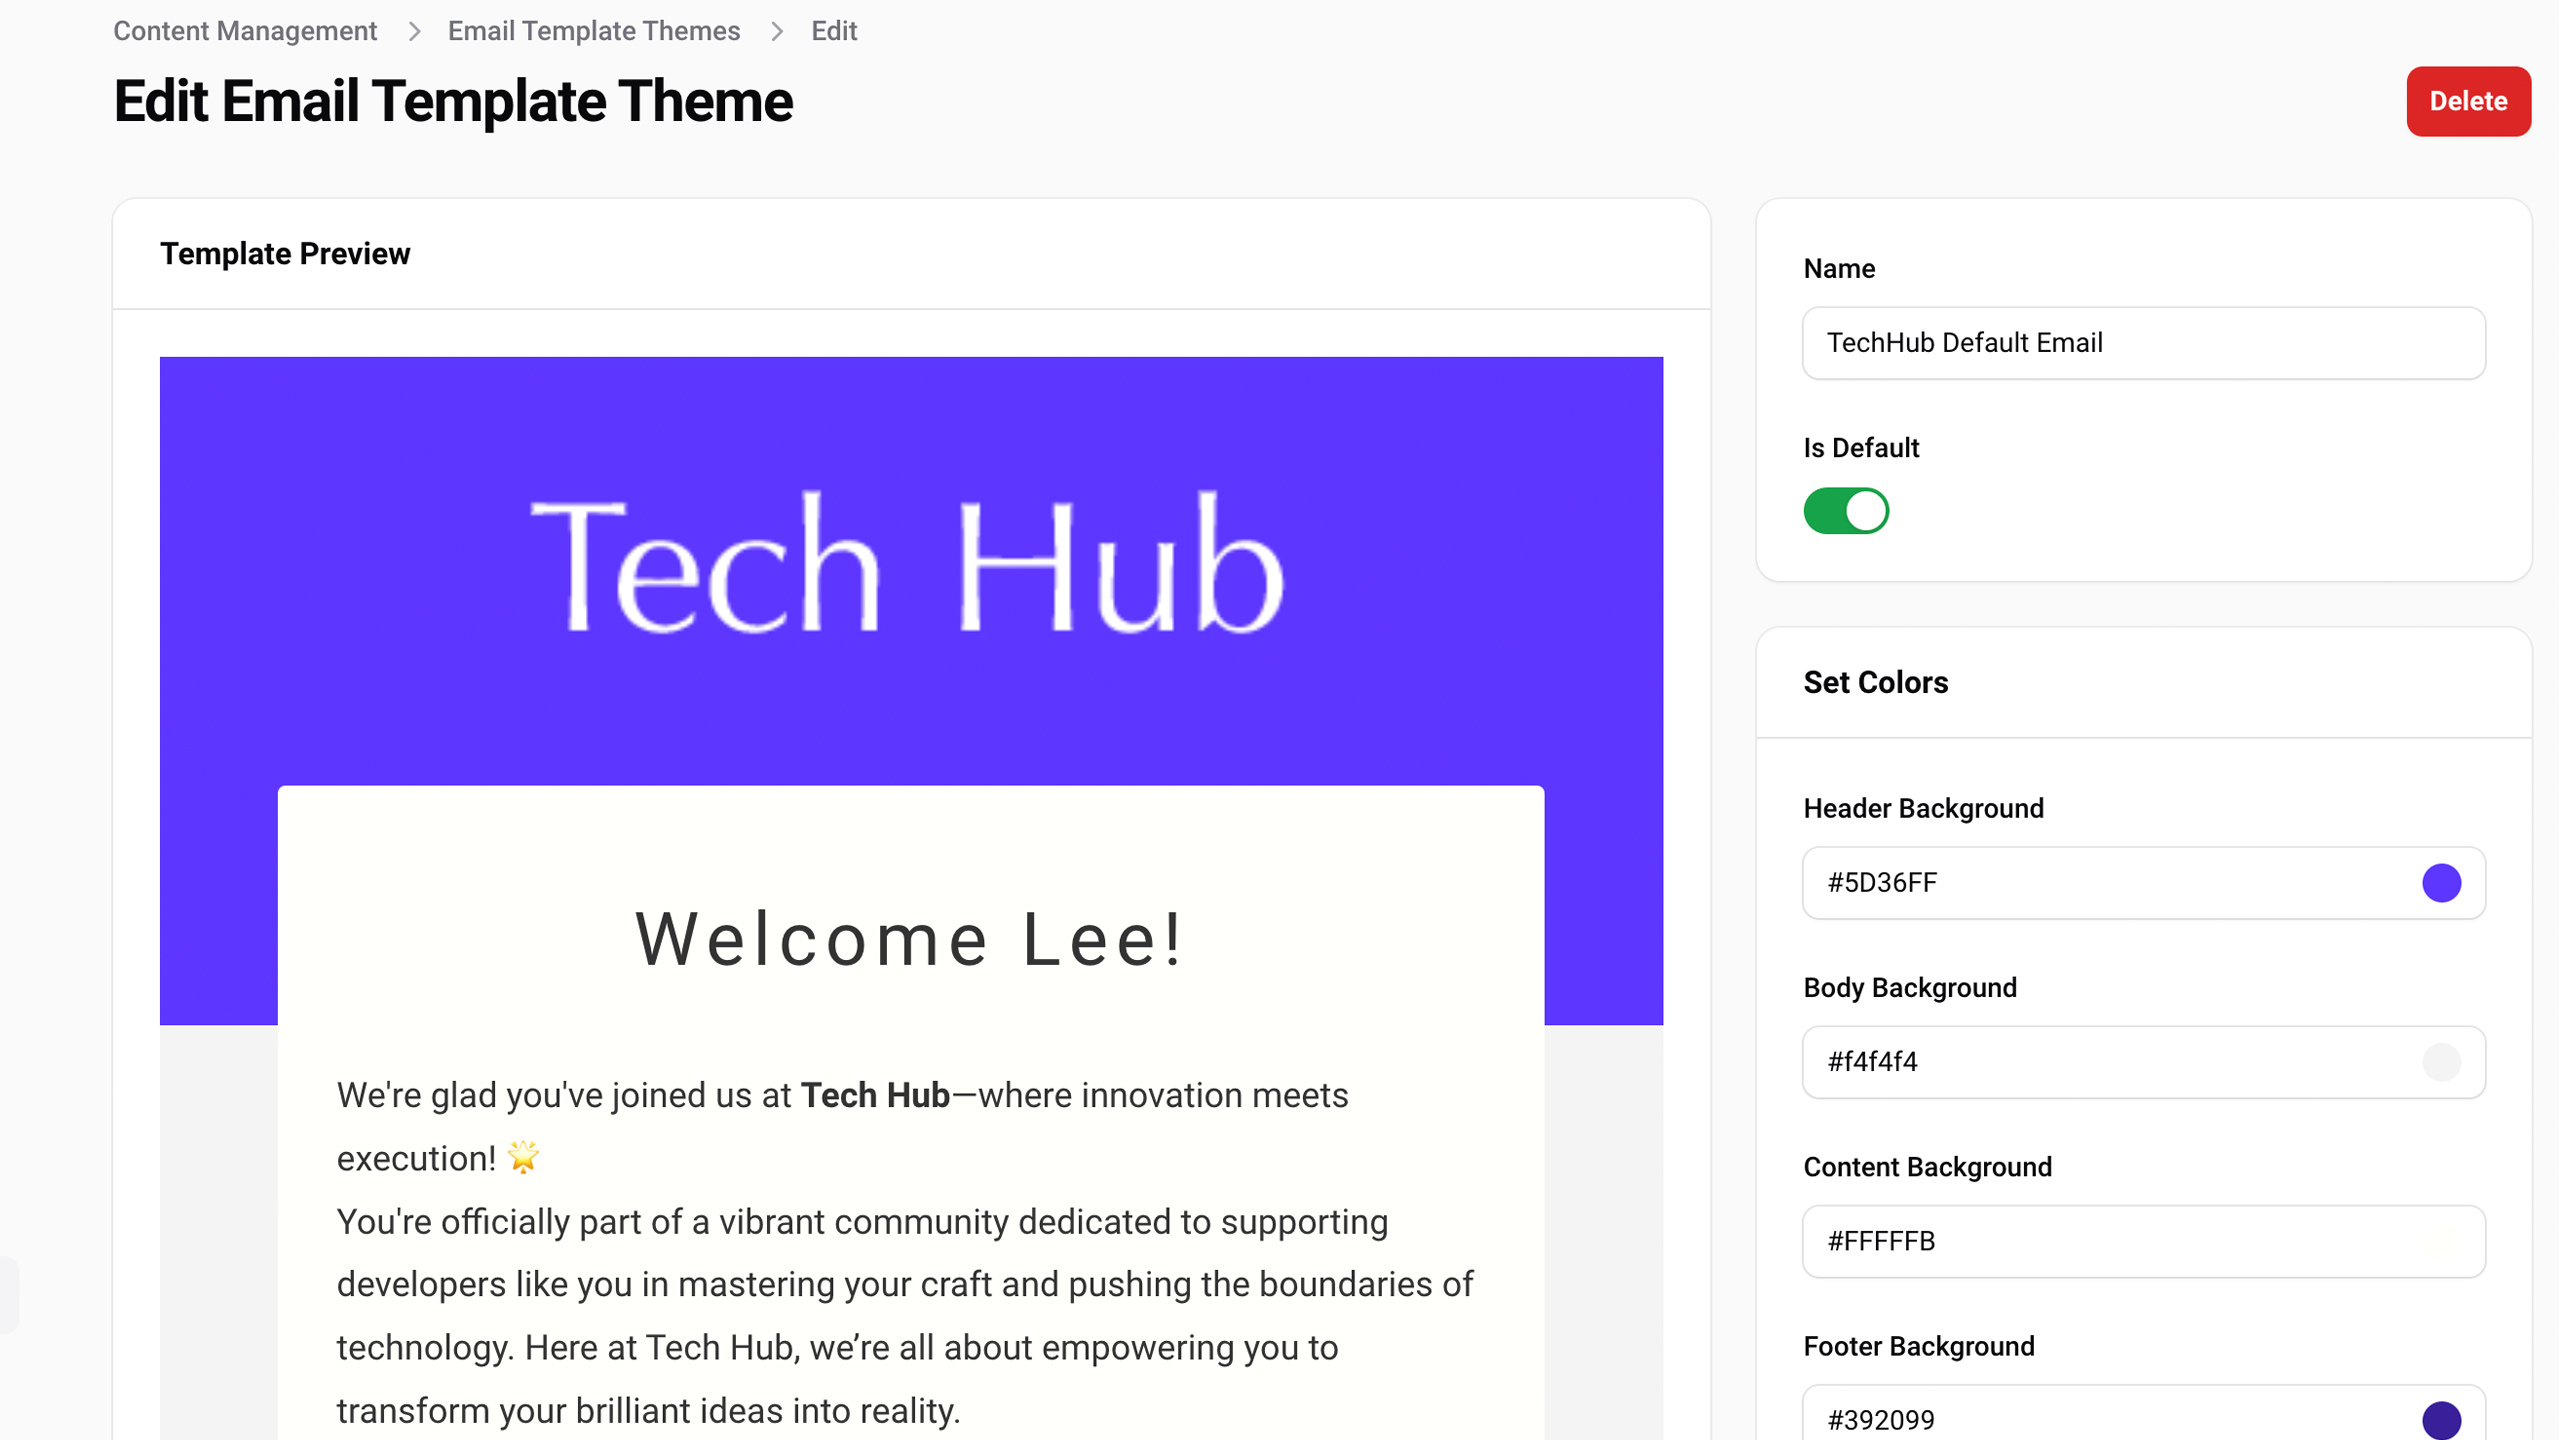 Content Management > Email Template Themes > Edit
Edit Email Template Theme
Delete
Template Preview
Tech Hub
Welcome Lee!
We're glad you've joined us at Tech Hub—where innovation meets
execution! 🌟
You're officially part of a vibrant community dedicated to supporting
developers like you in mastering your craft and pushing the boundaries of
technology. Here at Tech Hub, we’re all about empowering you to
transform your brilliant ideas into reality.
Name
TechHub Default Email
Is Default
Set Colors
Header Background
#5D36FF
Body Background
#f4f4f4
Content Background
#FFFFFB
Footer Background
#392099